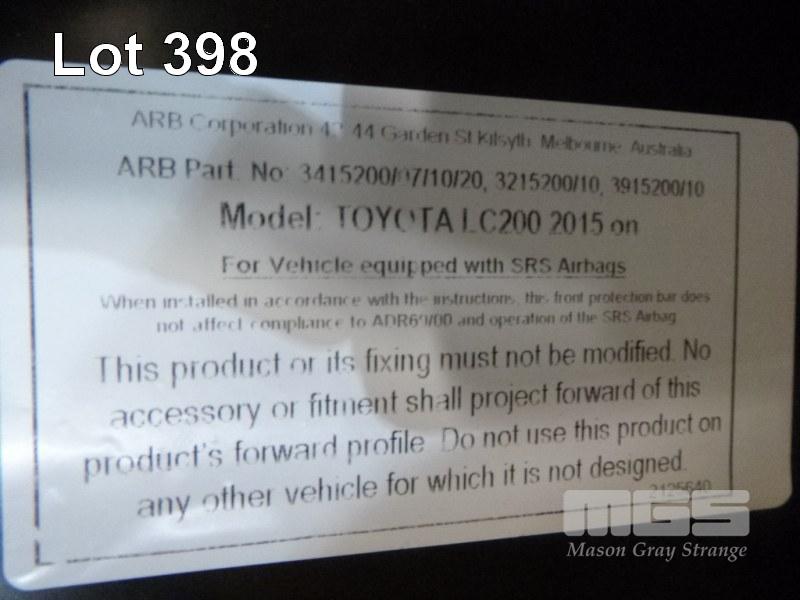 Lot 398
ARB Corporation 42 44 Garden St Kilsyth Melbourne Australia
ARB Part. No: 3415200/07/10/20, 3215200/10, 3915200/10
Model: TOYOTA LC200 2015 on
For Vehicle equipped with SRS Airbags
When installed in accordance with the instructions, this front protection bar does
not affect compliance to ADR69/00 and operation of the SRS Airbag
This product or its fixing must not be modified. No
accessory or fitment shall project forward of this
product's forward profile. Do not use this product on
any other vehicle for which it is not designed.
2125640
MGS
Mason Gray Strange